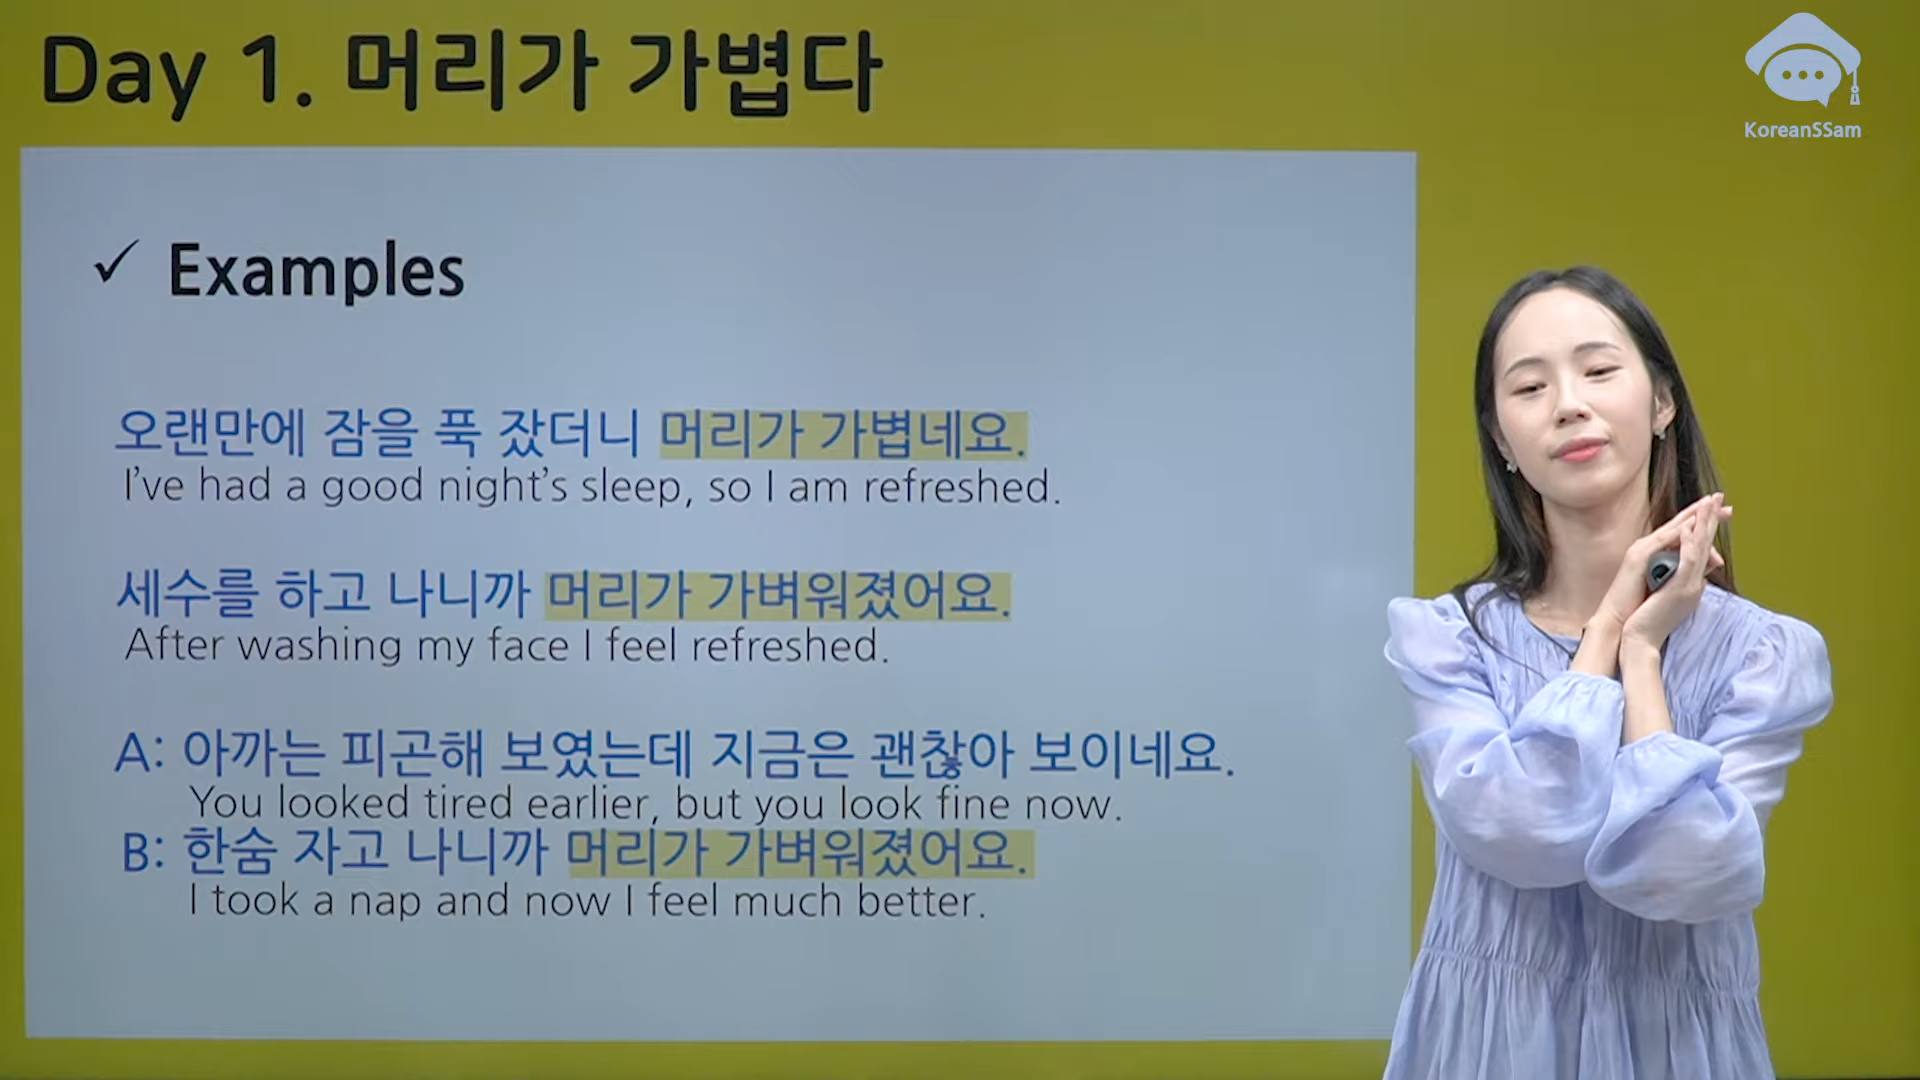 Day 1. 머리가 가볍다
KoreanSSam
✓ Examples
오랜만에 잠을 푹 잤더니 머리가 가볍네요.
I’ve had a good night’s sleep, so I am refreshed.
세수를 하고 나니까 머리가 가벼워졌어요.
After washing my face I feel refreshed.
A: 아까는 피곤해 보였는데 지금은 괜찮아 보이네요.
You looked tired earlier, but you look fine now.
B: 한숨 자고 나니까 머리가 가벼워졌어요.
I took a nap and now I feel much better.